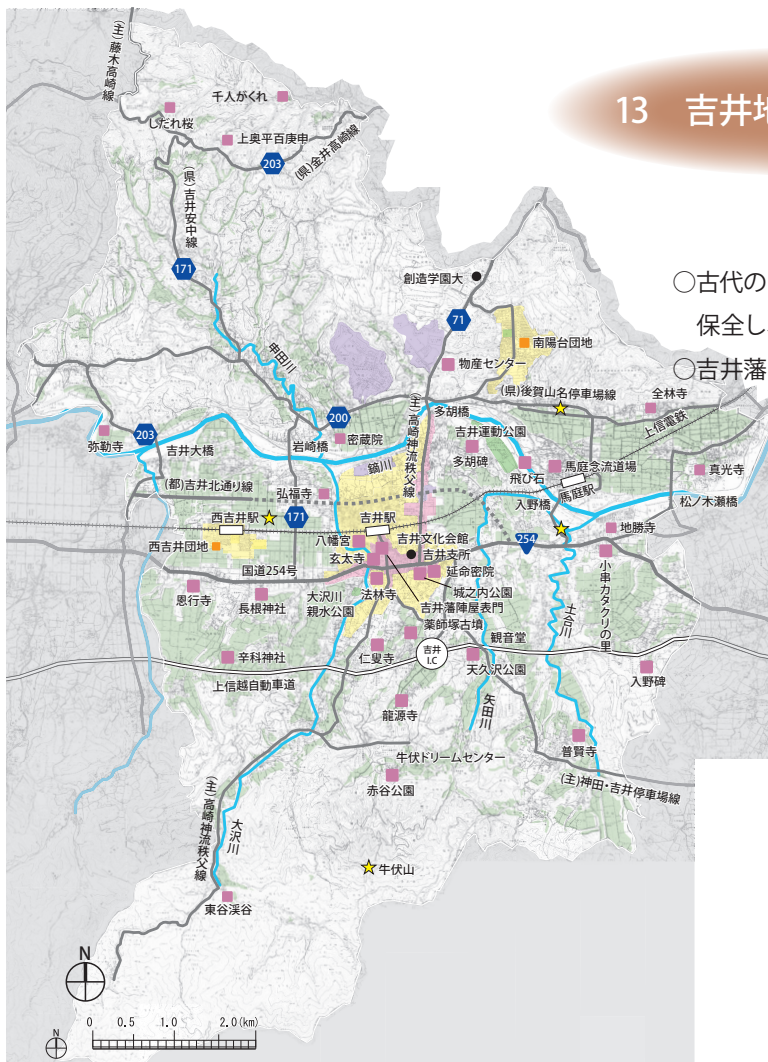 (主)藤木高崎線
千人がくれ
しだれ桜
上奥平百庚申
203
(県)金井高崎線
13 吉井地
(県)吉井安中線
171
創造学園大
○古代の
保全し
○吉井藩
71
申田川
南陽台団地
物産センター
(県)後賀山名停車場線
全林寺
上信電鉄
200
(主)高崎神流秩父線
多胡橋
吉井運動公園
203
弥勒寺
吉井大橋
岩崎橋
密蔵院
多胡碑
飛び石
馬庭念流道場
真光寺
馬庭駅
鏑川
(都)吉井北通り線
弘福寺
入野橋
松ノ木瀬橋
西吉井駅
171
吉井駅
地勝寺
八幡宮
吉井文化会館
254
西吉井団地
玄太寺
吉井支所
国道254号
延命密院
小串カタクリの里
大沢川
親水公園
法林寺
城之内公園
恩行寺
長根神社
吉井藩陣屋表門
土合川
薬師塚古墳
観音堂
仁叟寺
吉井
I.C
天久沢公園
辛科神社
入野碑
上信越自動車道
矢田川
龍源寺
普賢寺
牛伏ドリームセンター
赤谷公園
(主)神田・吉井停車場線
(主)高崎神流秩父線
大沢川
牛伏山
東谷渓谷
N
0 0.5 1.0 2.0(km)
N